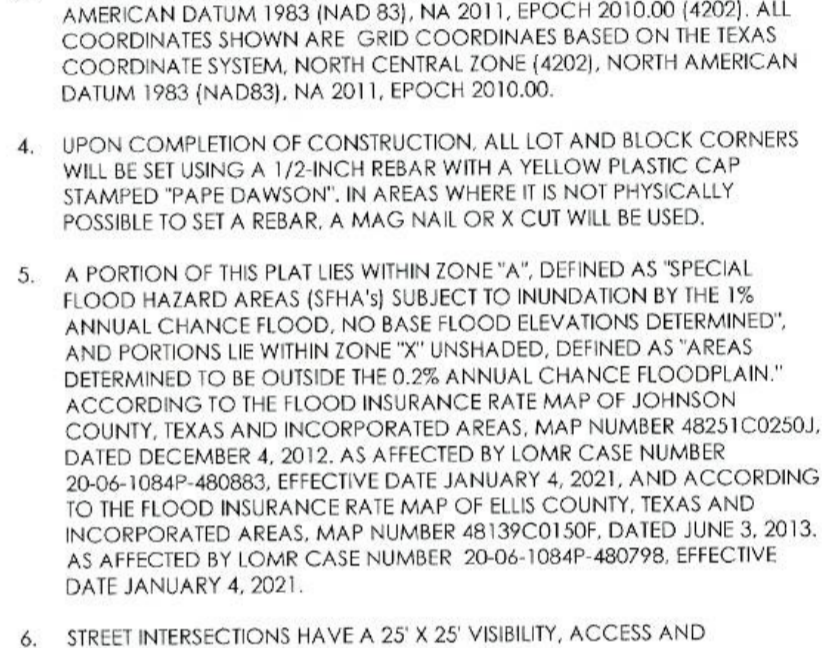 AMERICAN DATUM 1983 (NAD 83), NA 2011, EPOCH 2010.00 (4202). ALL
COORDINATES SHOWN ARE GRID COORDINAES BASED ON THE TEXAS
COORDINATE SYSTEM, NORTH CENTRAL ZONE (4202), NORTH AMERICAN
DATUM 1983 (NAD83), NA 2011, EPOCH 2010.00.
4. UPON COMPLETION OF CONSTRUCTION, ALL LOT AND BLOCK CORNERS
WILL BE SET USING A 1/2-INCH REBAR WITH A YELLOW PLASTIC CAP
STAMPED "PAPE DAWSON". IN AREAS WHERE IT IS NOT PHYSICALLY
POSSIBLE TO SET A REBAR, A MAG NAIL OR X CUT WILL BE USED.
5. A PORTION OF THIS PLAT LIES WITHIN ZONE "A", DEFINED AS "SPECIAL
FLOOD HAZARD AREAS (SFHA's) SUBJECT TO INUNDATION BY THE 1%
ANNUAL CHANCE FLOOD, NO BASE FLOOD ELEVATIONS DETERMINED",
AND PORTIONS LIE WITHIN ZONE "X" UNSHADED, DEFINED AS "AREAS
DETERMINED TO BE OUTSIDE THE 0.2% ANNUAL CHANCE FLOODPLAIN."
ACCORDING TO THE FLOOD INSURANCE RATE MAP OF JOHNSON
COUNTY, TEXAS AND INCORPORATED AREAS, MAP NUMBER 48251C0250J,
DATED DECEMBER 4, 2012. AS AFFECTED BY LOMR CASE NUMBER
20-06-1084P-480883, EFFECTIVE DATE JANUARY 4, 2021, AND ACCORDING
TO THE FLOOD INSURANCE RATE MAP OF ELLIS COUNTY, TEXAS AND
INCORPORATED AREAS, MAP NUMBER 48139C0150F, DATED JUNE 3, 2013.
AS AFFECTED BY LOMR CASE NUMBER 20-06-1084P-480798, EFFECTIVE
DATE JANUARY 4, 2021.
6. STREET INTERSECTIONS HAVE A 25' X 25' VISIBILITY, ACCESS AND